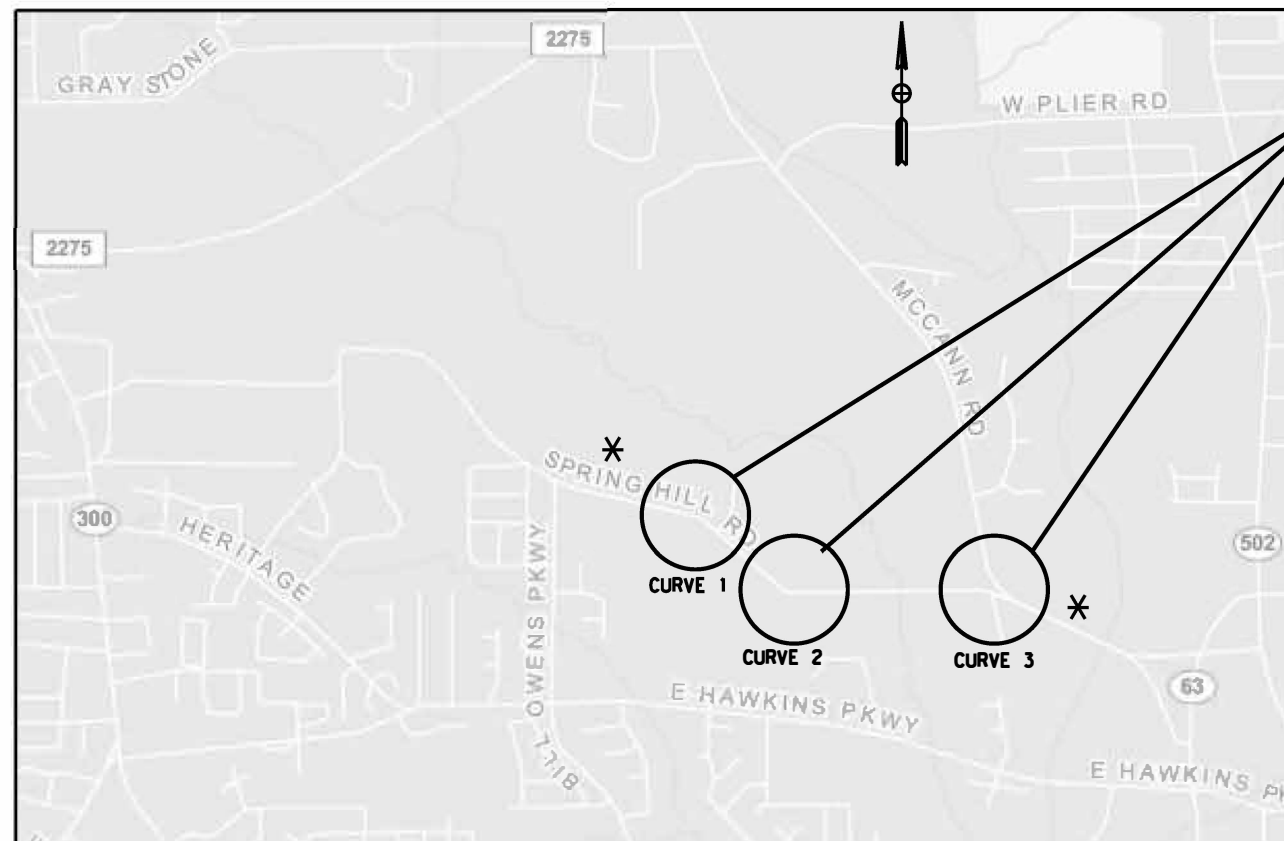 2275
GRAY STONE
W PLIER RD
2275
MCCANN RD
SPRING HILL RD
300
HERITAGE
BILL OWENS PKWY
502
CURVE 1
CURVE 2
CURVE 3
63
E HAWKINS PKWY
E HAWKINS